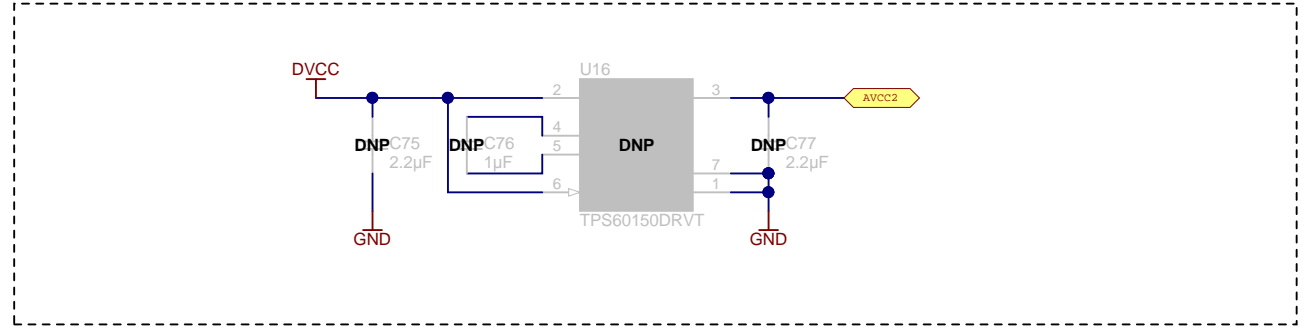 DVCC
U16
2
3
AVCC2
4
DNP C75
DNP C76
DNP
DNP C77
5
2.2µF
1µF
2.2µF
7
6
1
TPS60150DRVT
GND
GND